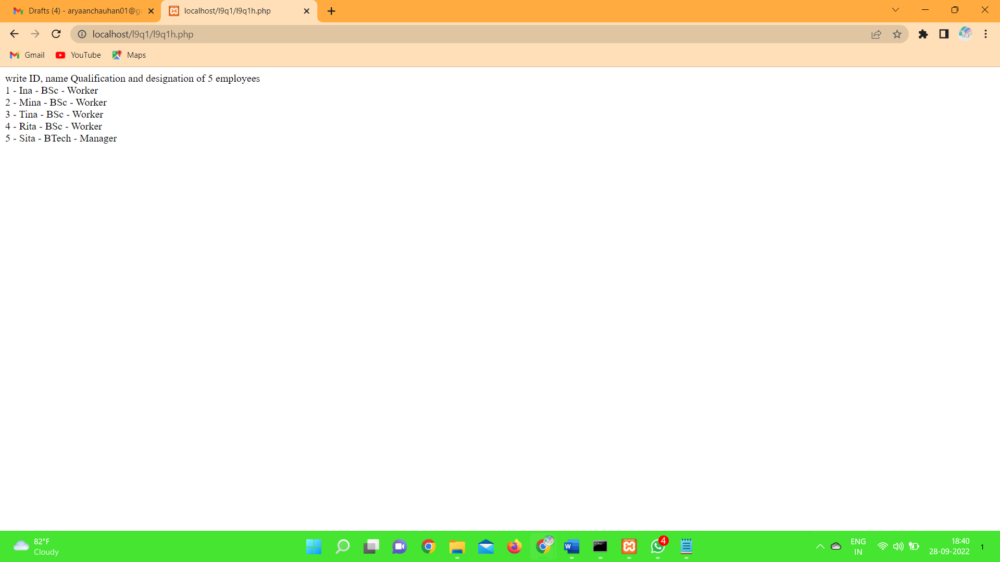 Drafts (4) - aryaanchauhan01@g
localhost/l9q1/l9q1h.php
localhost/l9q1/l9q1h.php
Gmail
YouTube
Maps
write ID, name Qualification and designation of 5 employees
1 - Ina - BSc - Worker
2 - Mina - BSc - Worker
3 - Tina - BSc - Worker
4 - Rita - BSc - Worker
5 - Sita - BTech - Manager
82°F
Cloudy
4
ENG
IN
18:40
28-09-2022
1